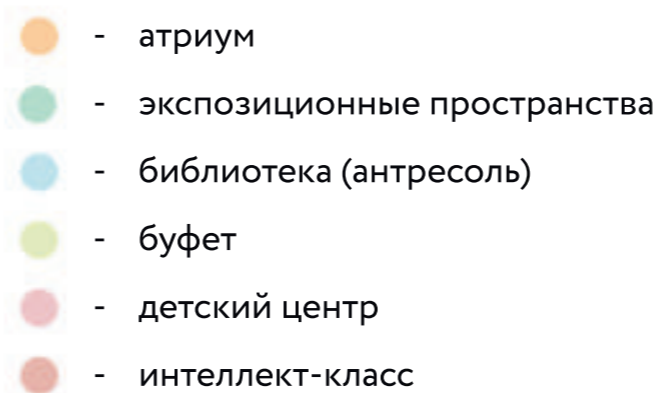 - атриум
- экспозиционные пространства
- библиотека (антресоль)
- буфет
- детский центр
- интеллект-класс